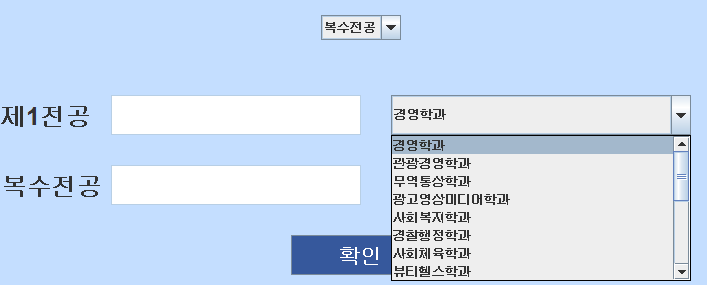 복수전공
제1전공
경영학과
경영학과
관광경영학과
무역통상학과
광고영상미디어학과
사회복지학과
경찰행정학과
사회체육학과
뷰티헬스학과
복수전공
확인